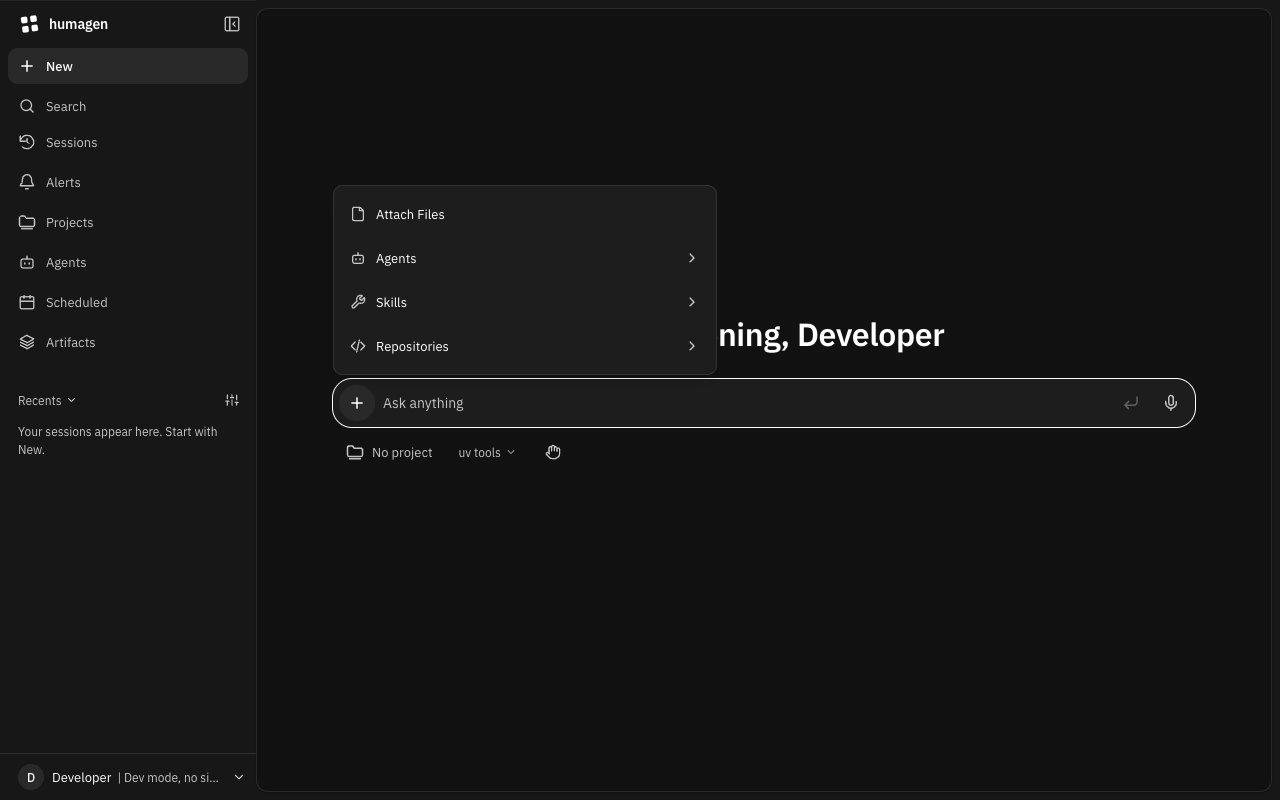 humagen
New
Search
Sessions
Alerts
Projects
Agents
Scheduled
Artifacts
Recents
Your sessions appear here. Start with
New.
Attach Files
Agents
Skills
Repositories
ning, Developer
Ask anything
No project
uv tools
D
Developer
| Dev mode, no si...